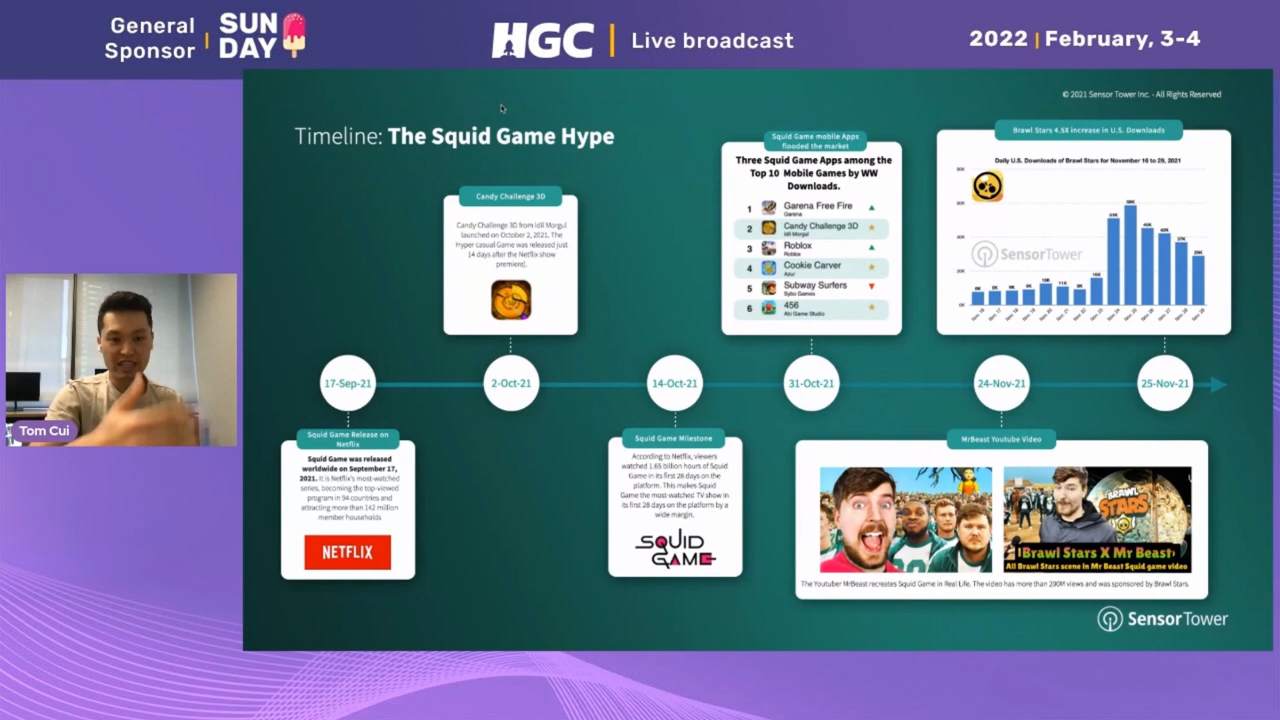 General
Sponsor
SUN
DAY
HGC
Live broadcast
2022 | February, 3-4
© 2021 Sensor Tower Inc. - All Rights Reserved
Timeline: The Squid Game Hype
Candy Challenge 3D
Candy Challenge 3D from Idil Morgul
launched on October 2, 2021. The
Hyper casual Game was released just
14 days after the Netflix show
premiere).
Squid Game mobile Apps
flooded the market
Three Squid Game Apps among the
Top 10 Mobile Games by WW
Downloads.
1 Garena Free Fire
Garena
2 Candy Challenge 3D
Idil Morgul
3 Roblox
Roblox
4 Cookie Carver
Azur
5 Subway Surfers
Sybo Games
6 456
Abi Game Studio
Brawl Stars 4.5X increase in U.S. Downloads
Daily U.S. Downloads of Brawl Stars for November 16 to 29, 2021
SensorTower
17-Sep-21
2-Oct-21
14-Oct-21
31-Oct-21
24-Nov-21
25-Nov-21
Tom Cui
Squid Game Release on
Netflix
Squid Game was released
worldwide on September 17,
2021. It is Netflix's most-watched
series, becoming the top-viewed
program in 94 countries and
attracting more than 142 million
member households
NETFLIX
Squid Game Milestone
According to Netflix, viewers
watched 1.65 billion hours of Squid
Game in its first 28 days on the
platform. This makes Squid
Game the most-watched TV show in
its first 28 days on the platform by a
wide margin.
SQUID
GAME
MrBeast Youtube Video
BRAWL
STARS
Brawl Stars X Mr Beast
All Brawl Stars scene in Mr Beast Squid game video
The Youtuber MrBeast recreates Squid Game in Real Life. The video has more than 200M views and was sponsored by Brawl Stars.
SensorTower